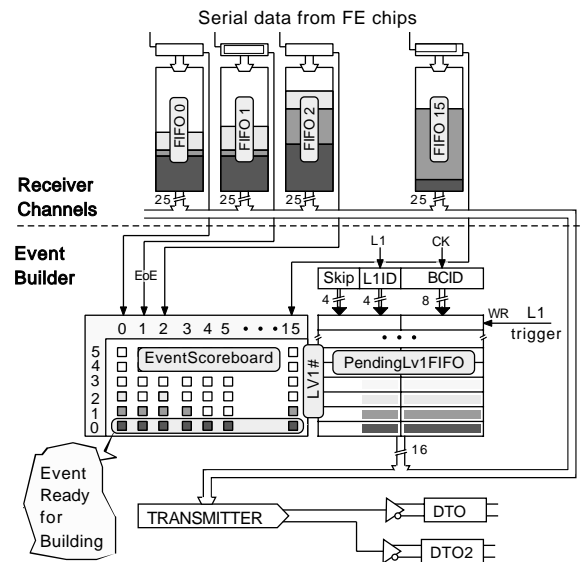 Serial data from FE chips
FIFO 0
FIFO 1
FIFO 2
FIFO 15
25
25
25
25
Receiver
Channels
Event
Builder
EoE
L1
CK
Skip L1ID BCID
4 4 8
WR L1
trigger
0 1 2 3 4 5 • • • 15
• • •
5
4
3
2
1
0
EventScoreboard
LV1#
PendingLv1FIFO
16
Event
Ready
for
Building
TRANSMITTER
DTO
DTO2